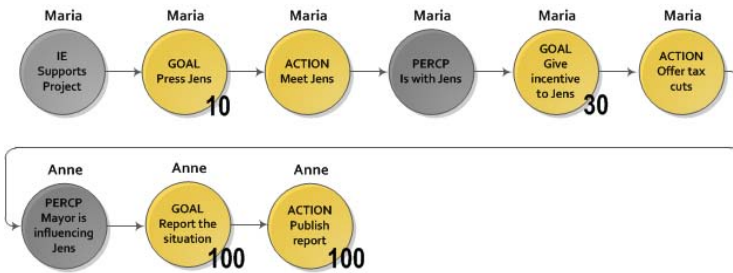 Maria Maria Maria Maria Maria Maria
IE
Supports
Project
GOAL
Press Jens
10
ACTION
Meet Jens
PERCP
Is with Jens
GOAL
Give
incentive
to Jens
30
ACTION
Offer tax
cuts
Anne Anne Anne
PERCP
Mayor is
influencing
Jens
GOAL
Report the
situation
100
ACTION
Publish
report
100